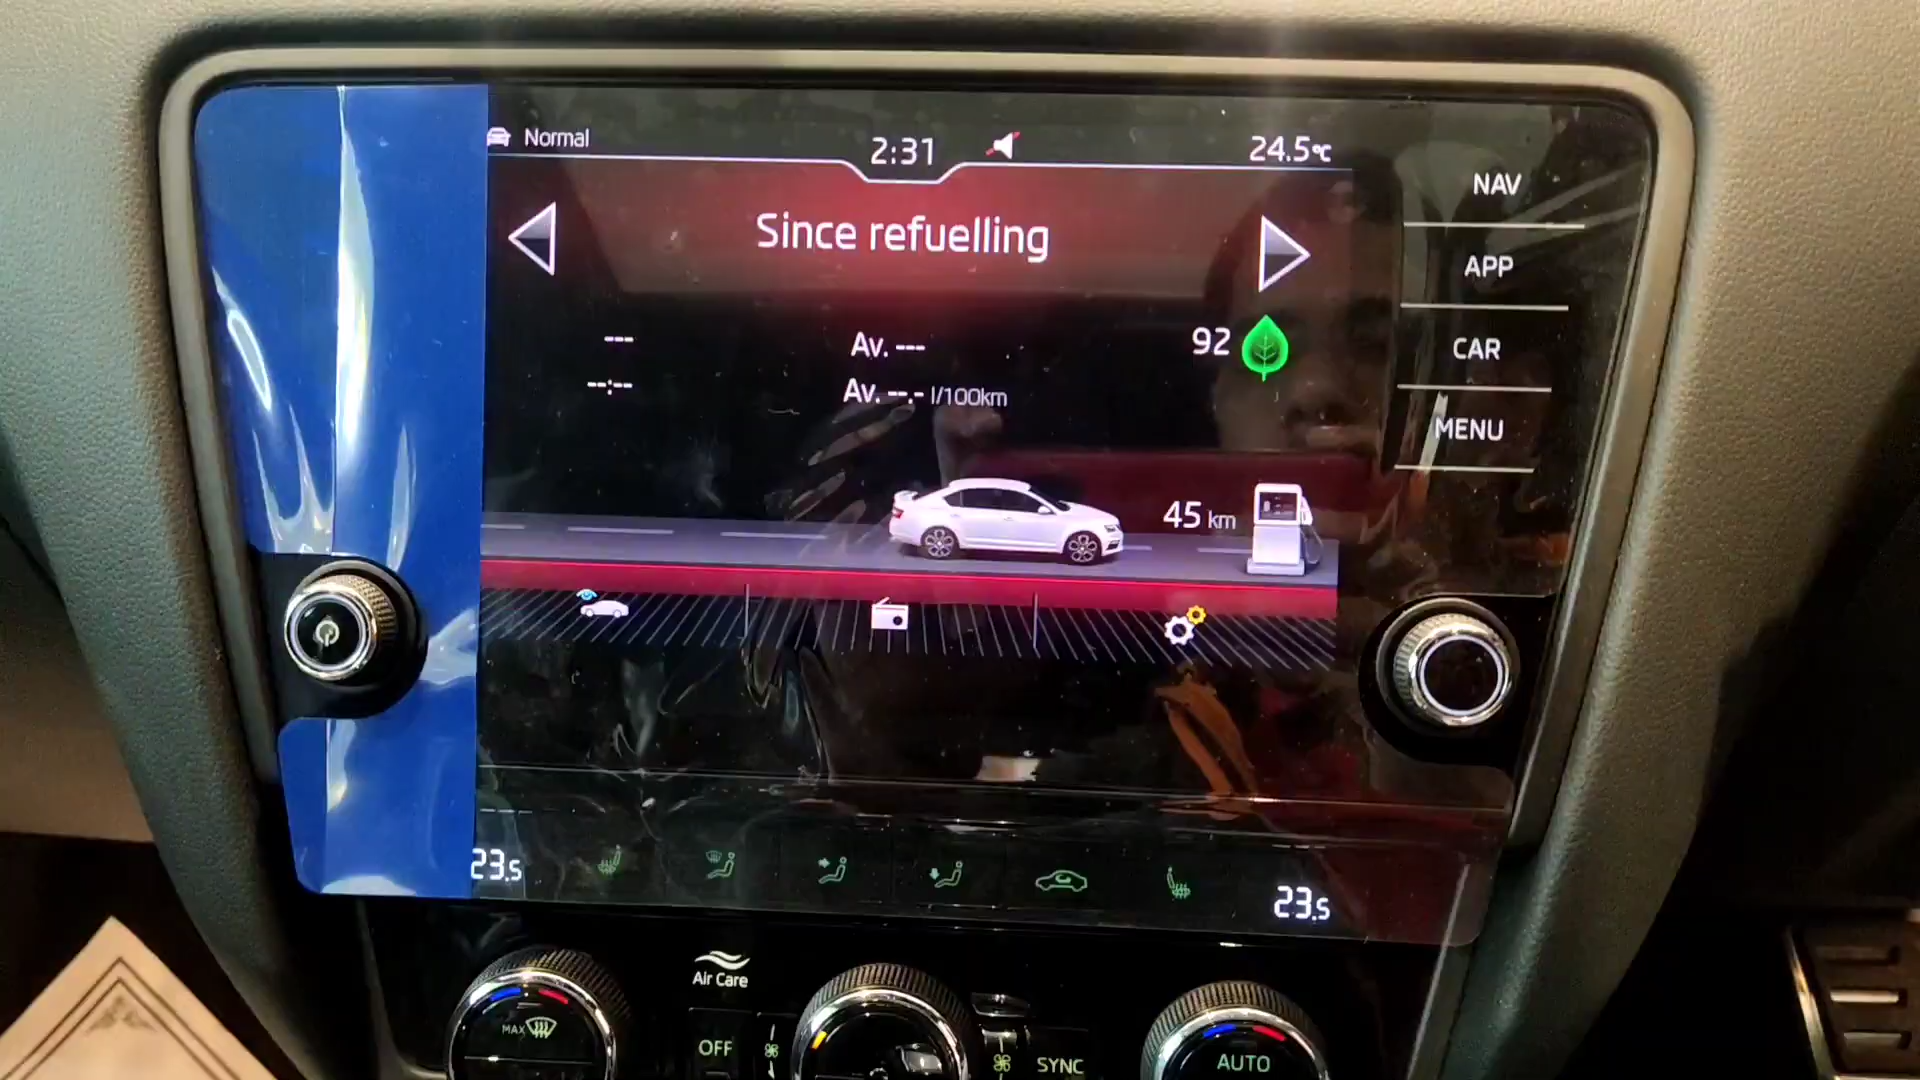 Normal
2:31
24.5°C
NAV
Since refuelling
APP
---
Av. ---
92
CAR
--:--
Av. --.- l/100km
MENU
45 km
23.5
23.5
Air Care
MAX
OFF
SYNC
AUTO